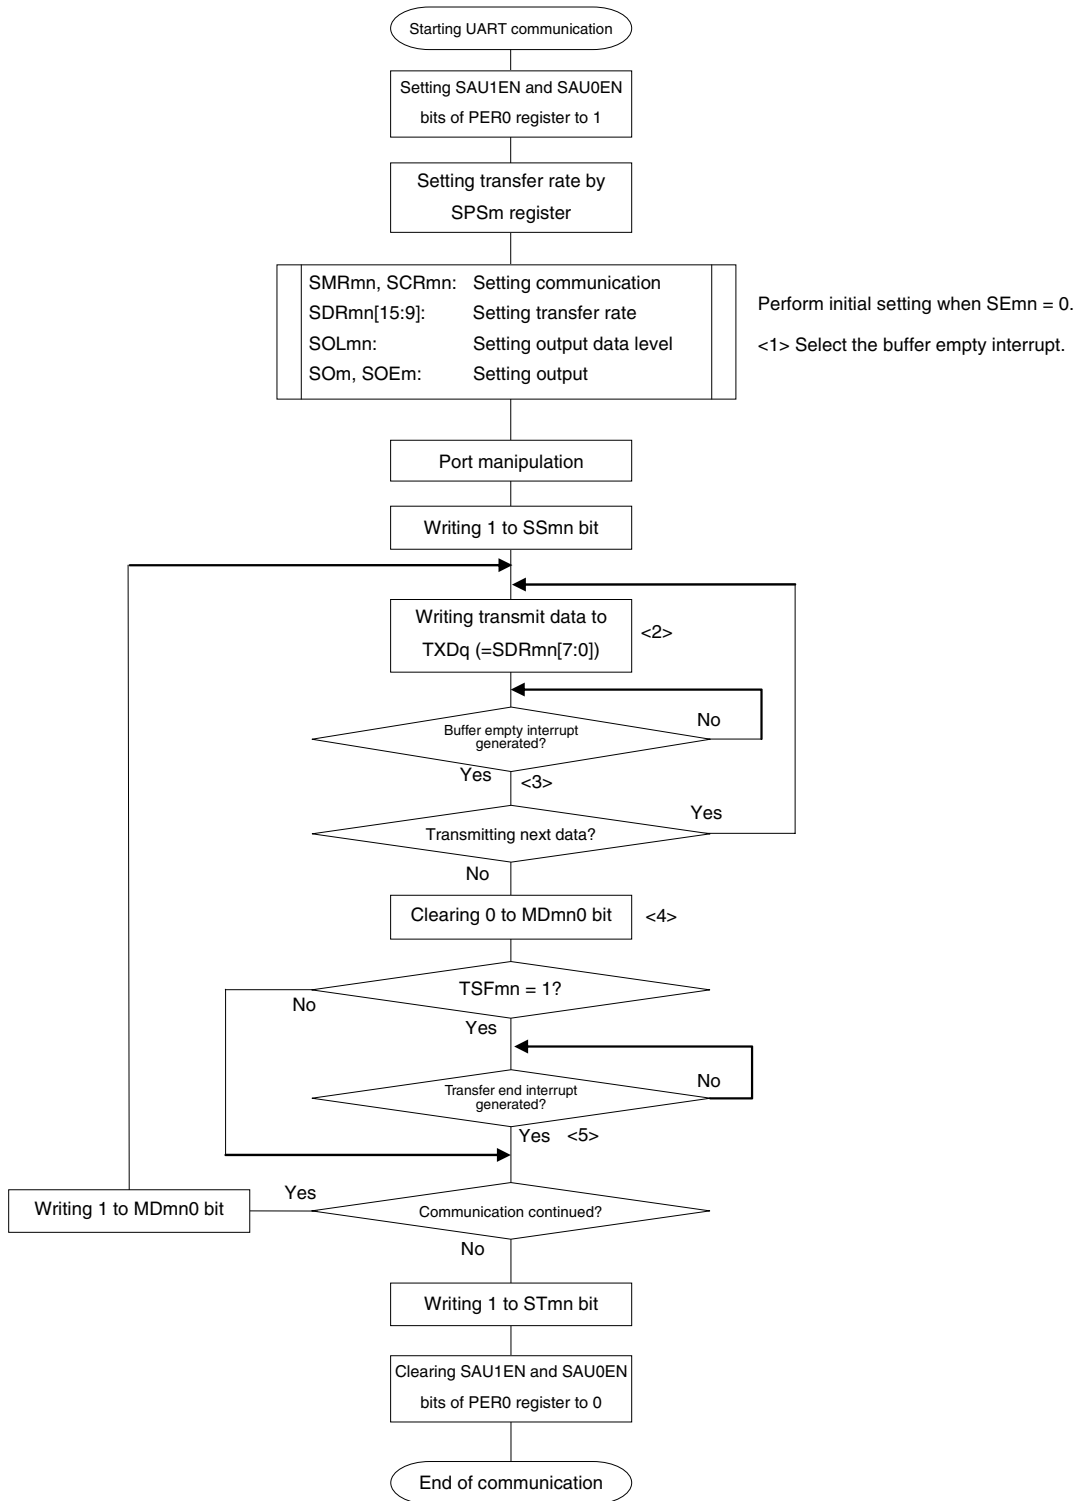 Starting UART communication
Setting SAU1EN and SAU0EN
bits of PER0 register to 1
Setting transfer rate by
SPSm register
SMRmn, SCRmn: Setting communication
SDRmn[15:9]: Setting transfer rate
SOLmn: Setting output data level
SOm, SOEm: Setting output
Perform initial setting when SEmn = 0.
<1> Select the buffer empty interrupt.
Port manipulation
Writing 1 to SSmn bit
Writing transmit data to
TXDq (=SDRmn[7:0])
<2>
Buffer empty interrupt
generated?
No
Yes
<3>
Transmitting next data?
Yes
No
Clearing 0 to MDmn0 bit
<4>
TSFmn = 1?
No
Yes
Transfer end interrupt
generated?
No
Yes <5>
Writing 1 to MDmn0 bit
Yes
Communication continued?
No
Writing 1 to STmn bit
Clearing SAU1EN and SAU0EN
bits of PER0 register to 0
End of communication